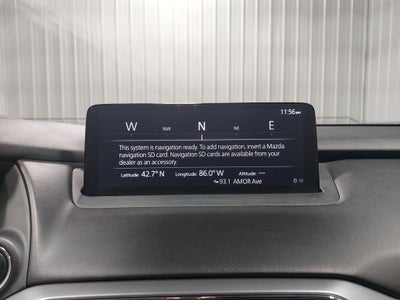 11:56am
W NW N NE E
This system is navigation ready. To add navigation, insert a Mazda
navigation SD card. Navigation SD cards are available from your
dealer as an accessory.
Latitude: 42.7° N Longitude: 86.0° W Altitude: ---
93.1 AMOR Ave